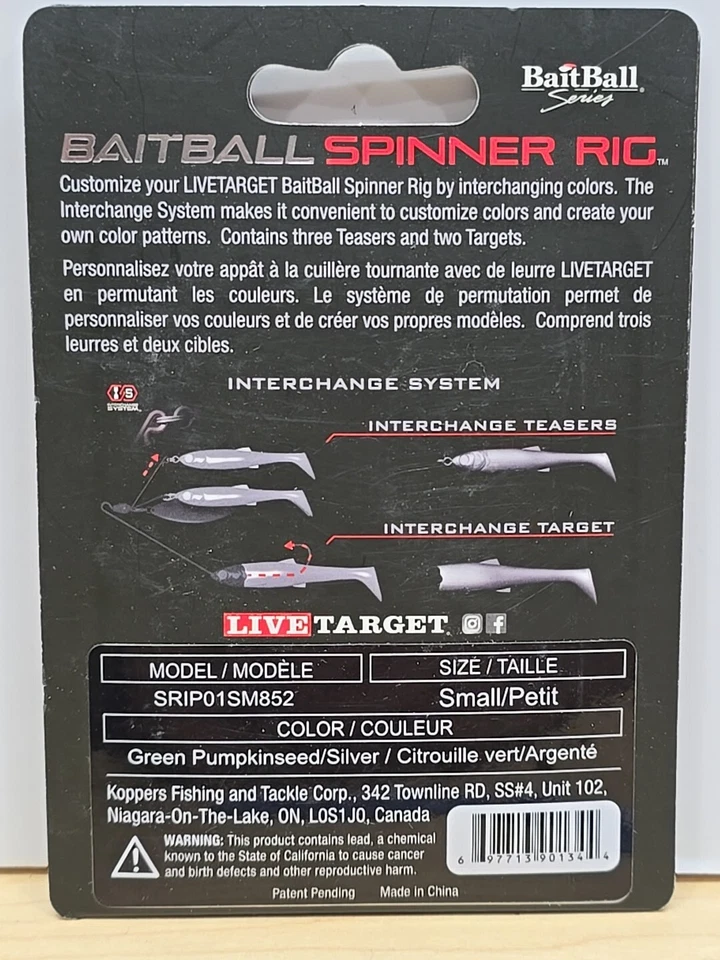 BaitBall
Series
BAITBALL SPINNER RIG™
Customize your LIVETARGET BaitBall Spinner Rig by interchanging colors. The
Interchange System makes it convenient to customize colors and create your
own color patterns. Contains three Teasers and two Targets.
Personnalisez votre appât à la cuillère tournante avec de leurre LIVETARGET
en permutant les couleurs. Le système de permutation permet de
personnaliser vos couleurs et de créer vos propres modèles. Comprend trois
leurres et deux cibles.
INTERCHANGE SYSTEM
I/S
INTERCHANGE
SYSTEM
INTERCHANGE TEASERS
INTERCHANGE TARGET
LIVETARGET
MODEL / MODÈLE
SIZE / TAILLE
SRIP01SM852
Small/Petit
COLOR / COULEUR
Green Pumpkinseed/Silver / Citrouille vert/Argenté
Koppers Fishing and Tackle Corp., 342 Townline RD, SS#4, Unit 102,
Niagara-On-The-Lake, ON, L0S1J0, Canada
WARNING: This product contains lead, a chemical
known to the State of California to cause cancer
and birth defects and other reproductive harm.
6 97713 90134 4
Patent Pending Made in China